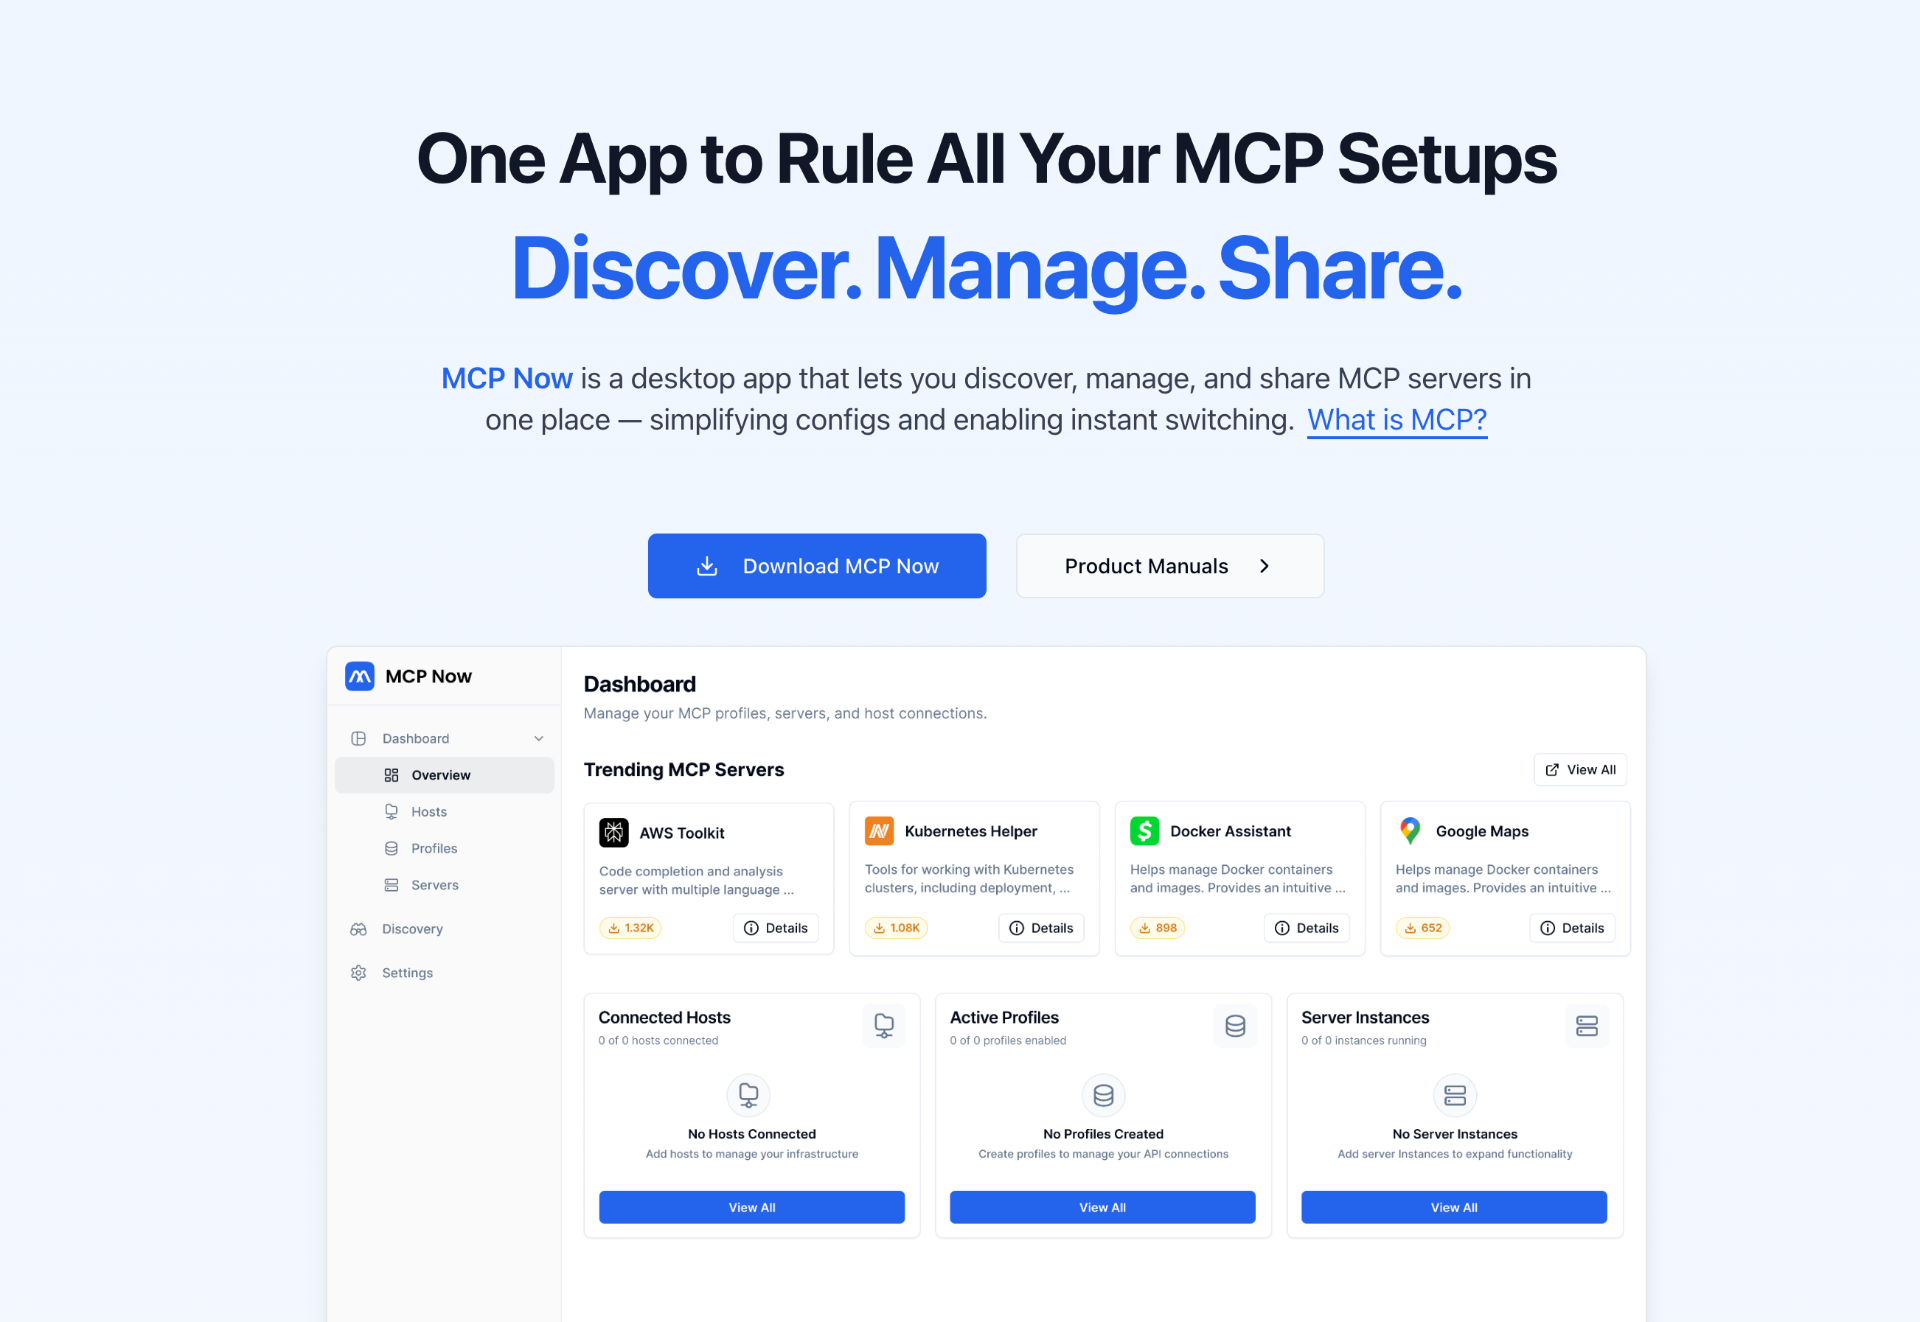 One App to Rule All Your MCP Setups
Discover. Manage. Share.
MCP Now is a desktop app that lets you discover, manage, and share MCP servers in
one place — simplifying configs and enabling instant switching. What is MCP?
Download MCP Now
Product Manuals
MCP Now
Dashboard
Overview
Hosts
Profiles
Servers
Discovery
Settings
Dashboard
Manage your MCP profiles, servers, and host connections.
Trending MCP Servers
View All
AWS Toolkit
Code completion and analysis
server with multiple language ...
1.32K
Details
Kubernetes Helper
Tools for working with Kubernetes
clusters, including deployment, ...
1.08K
Details
Docker Assistant
Helps manage Docker containers
and images. Provides an intuitive ...
898
Details
Google Maps
Helps manage Docker containers
and images. Provides an intuitive ...
652
Details
Connected Hosts
0 of 0 hosts connected
No Hosts Connected
Add hosts to manage your infrastructure
View All
Active Profiles
0 of 0 profiles enabled
No Profiles Created
Create profiles to manage your API connections
View All
Server Instances
0 of 0 instances running
No Server Instances
Add server Instances to expand functionality
View All